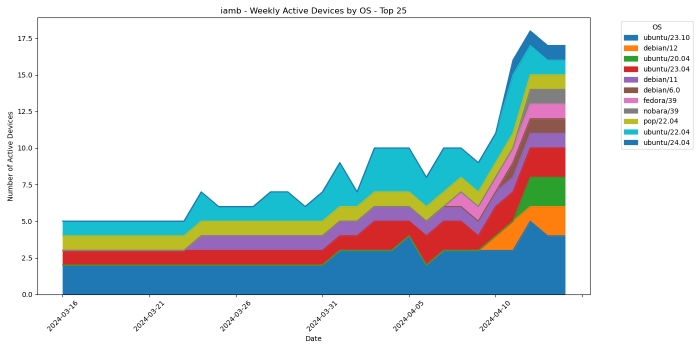 iamb - Weekly Active Devices by OS - Top 25
Number of Active Devices
17.5
15.0
12.5
10.0
7.5
5.0
2.5
0.0
2024-03-16
2024-03-21
2024-03-26
2024-03-31
2024-04-05
2024-04-10
Date
OS
ubuntu/23.10
debian/12
ubuntu/20.04
ubuntu/23.04
debian/11
debian/6.0
fedora/39
nobara/39
pop/22.04
ubuntu/22.04
ubuntu/24.04